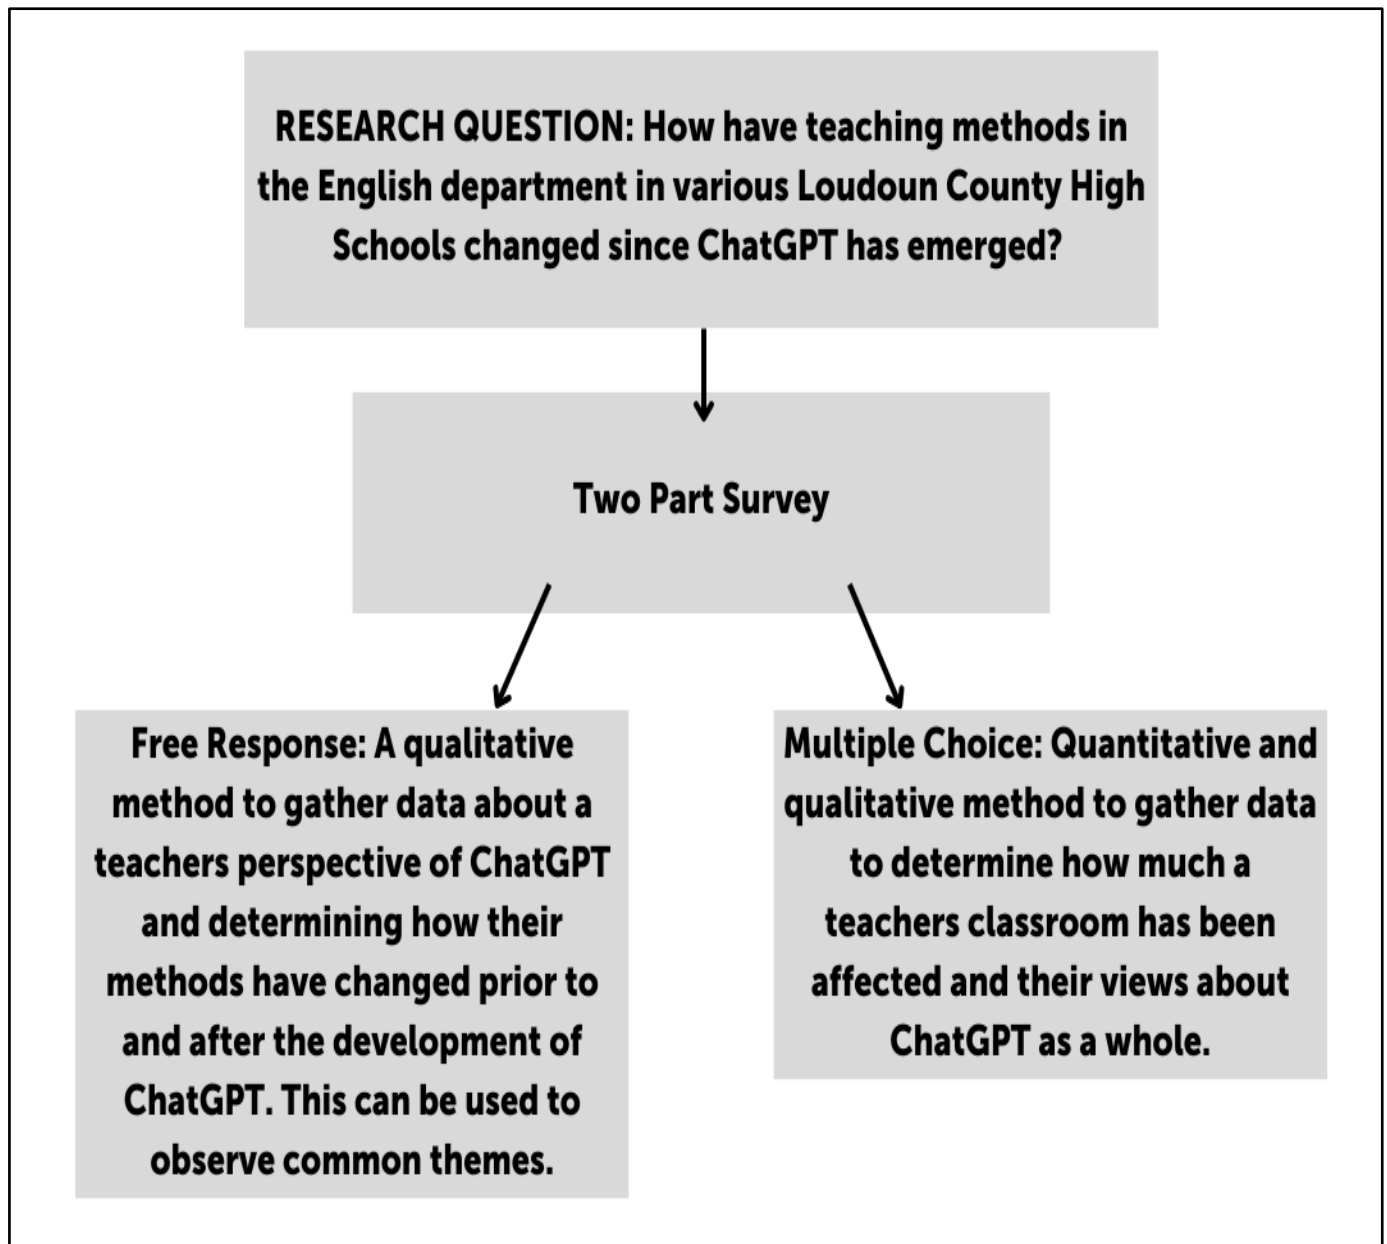 RESEARCH QUESTION: How have teaching methods in
the English department in various Loudoun County High
Schools changed since ChatGPT has emerged?
Two Part Survey
Free Response: A qualitative
method to gather data about a
teachers perspective of ChatGPT
and determining how their
methods have changed prior to
and after the development of
ChatGPT. This can be used to
observe common themes.
Multiple Choice: Quantitative and
qualitative method to gather data
to determine how much a
teachers classroom has been
affected and their views about
ChatGPT as a whole.